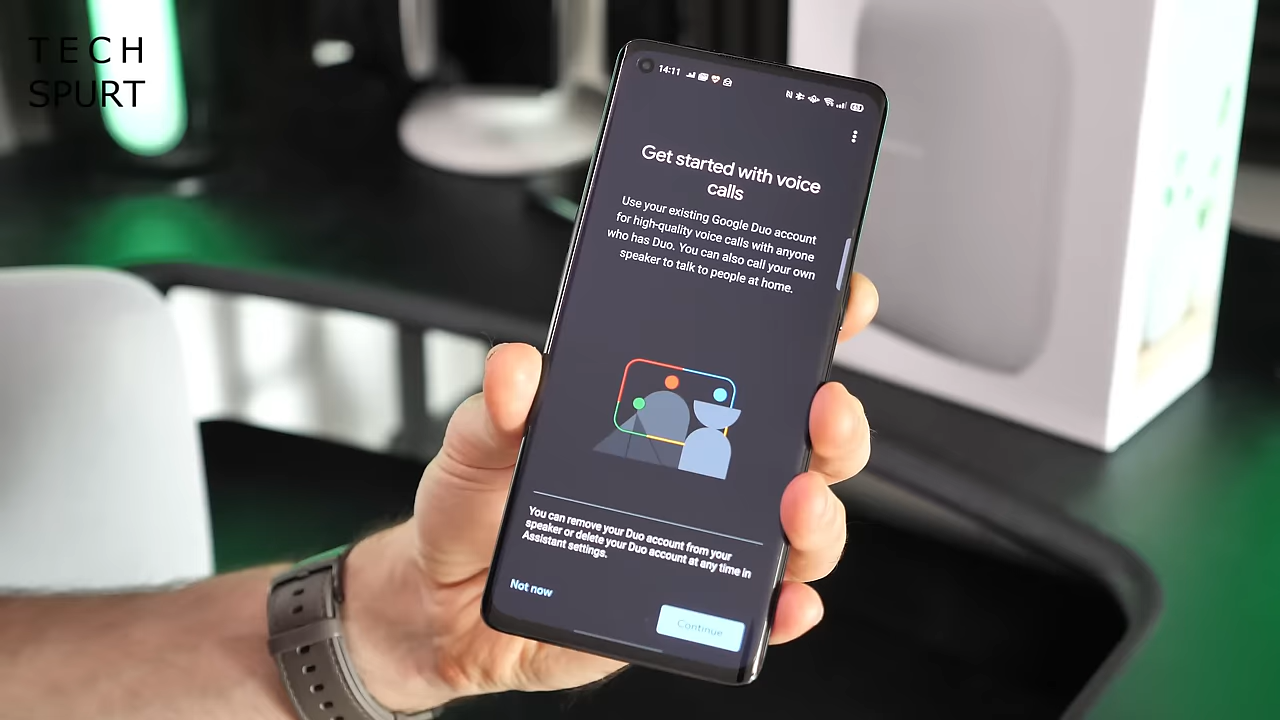 TECH
SPURT
14:11
Get started with voice
calls
Use your existing Google Duo account
for high-quality voice calls with anyone
who has Duo. You can also call your own
speaker to talk to people at home.
You can remove your Duo account from your
speaker or delete your Duo account at any time in
Assistant settings.
Not now
Continue